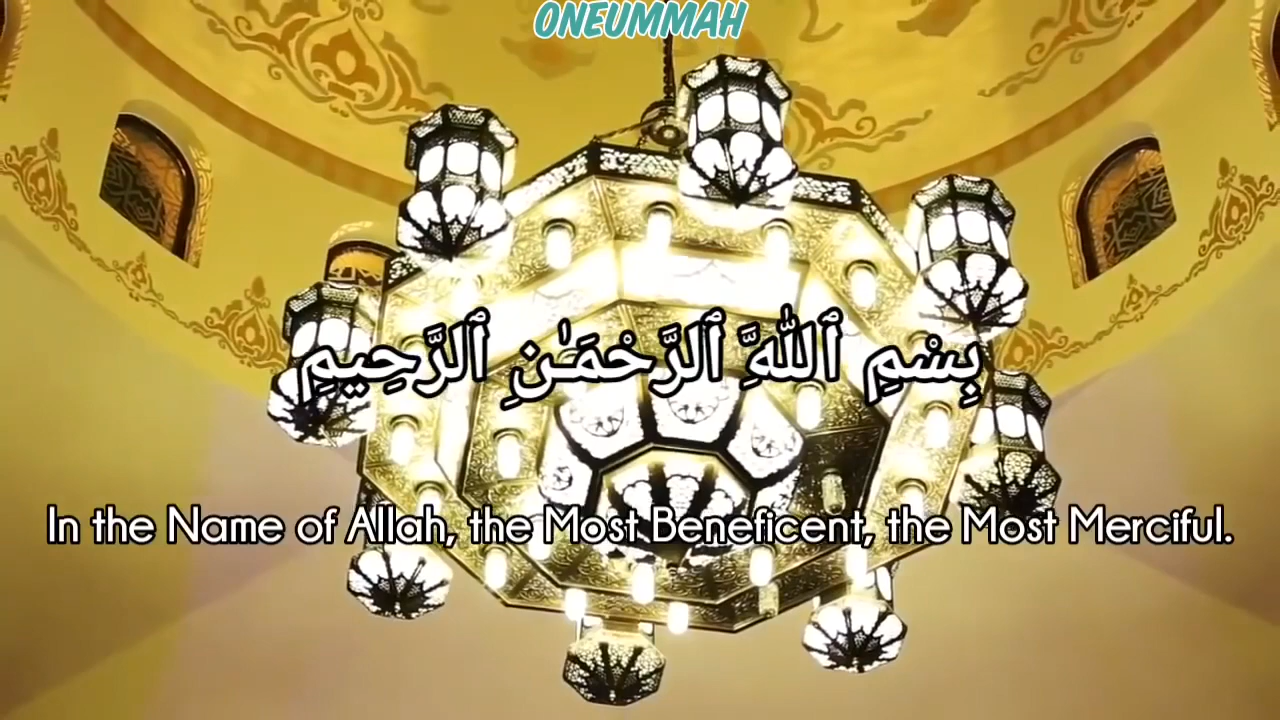 ONEUMMAH
بِسْمِ ٱللَّهِ ٱلرَّحْمَـٰنِ ٱلرَّحِيمِ
In the Name of Allah, the Most Beneficent, the Most Merciful.